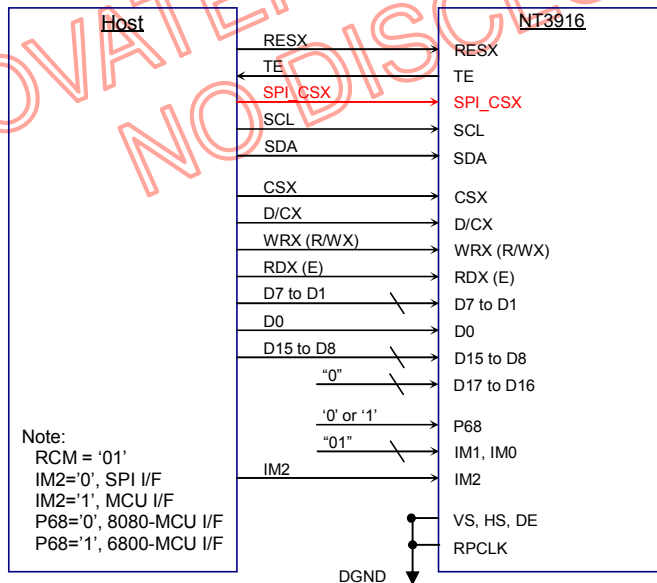 Host
NT3916
RESX
RESX
TE
TE
SPI_CSX
SPI_CSX
SCL
SCL
SDA
SDA
CSX
CSX
D/CX
D/CX
WRX (R/WX)
WRX (R/WX)
RDX (E)
RDX (E)
D7 to D1
D7 to D1
D0
D0
D15 to D8
D15 to D8
“0”
D17 to D16
‘0’ or ‘1’
P68
“01”
IM1, IM0
IM2
IM2
Note:
RCM = ‘01’
IM2='0’, SPI I/F
IM2='1’, MCU I/F
P68='0’, 8080-MCU I/F
P68='1’, 6800-MCU I/F
VS, HS, DE
RPCLK
DGND
NO DISCLO